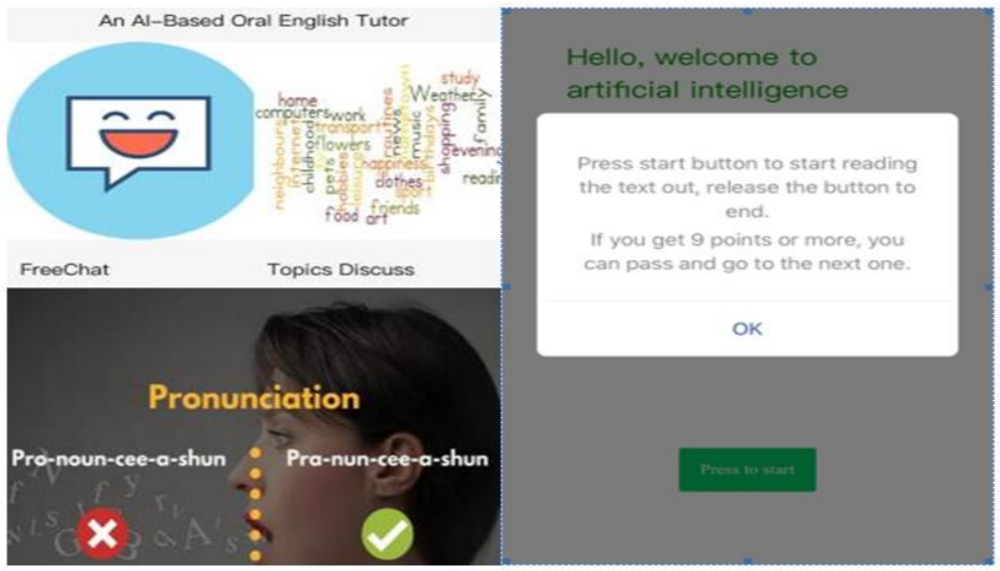 An AI-Based Oral English Tutor
study
home
Weather
computers
work
transport
flowers
routines
news
music
birthdays
shopping
family
neighbours
internet
childhood
pets
hobbies
leisure
happiness
evening
clothes
sport
food
art
friends
FreeChat
Topics Discuss
Pronunciation
Pro-noun-cee-a-shun
Pra-nun-cee-a-shun
Hello, welcome to
artificial intelligence
Press start button to start reading
the text out, release the button to
end.
If you get 9 points or more, you
can pass and go to the next one.
OK
Press to start